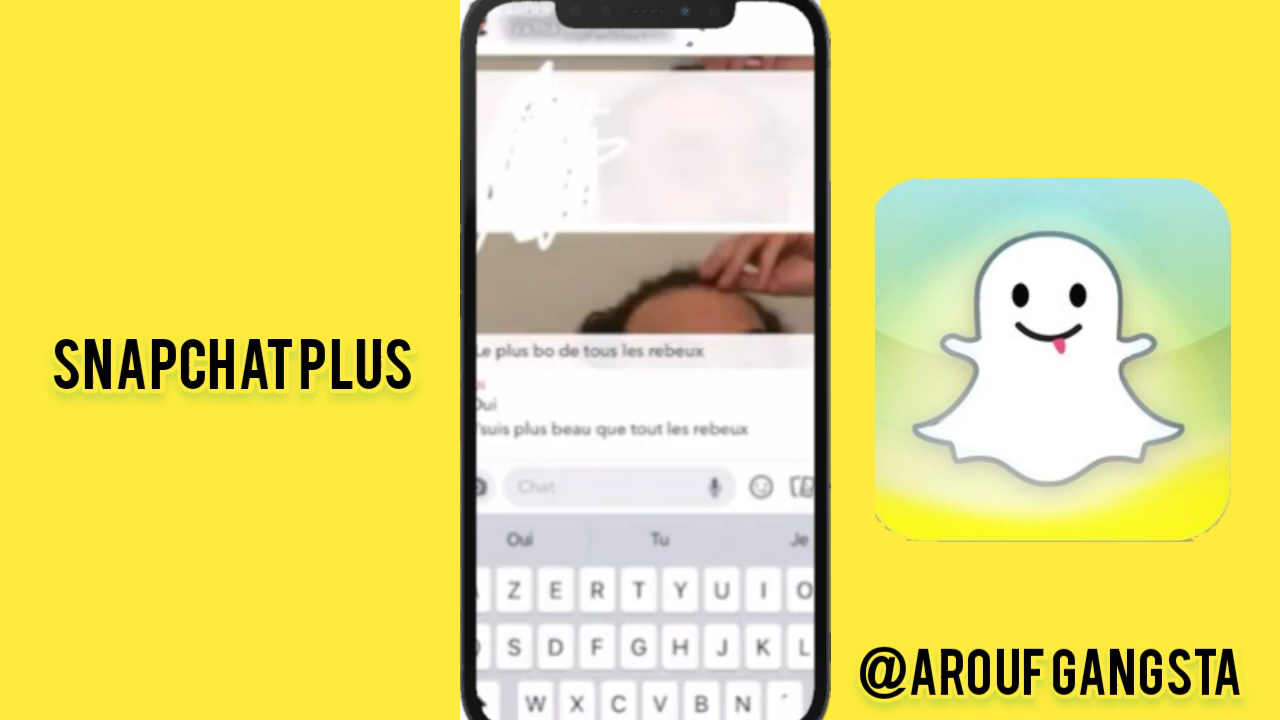 SNAPCHAT PLUS
Le plus bo de tous les rebeux
Oui
'suis plus beau que tout les rebeux
Chat
Oui Tu Je
Z E R T Y U I O
S D F G H J K L
W X C V B N ´
@AROUF GANGSTA